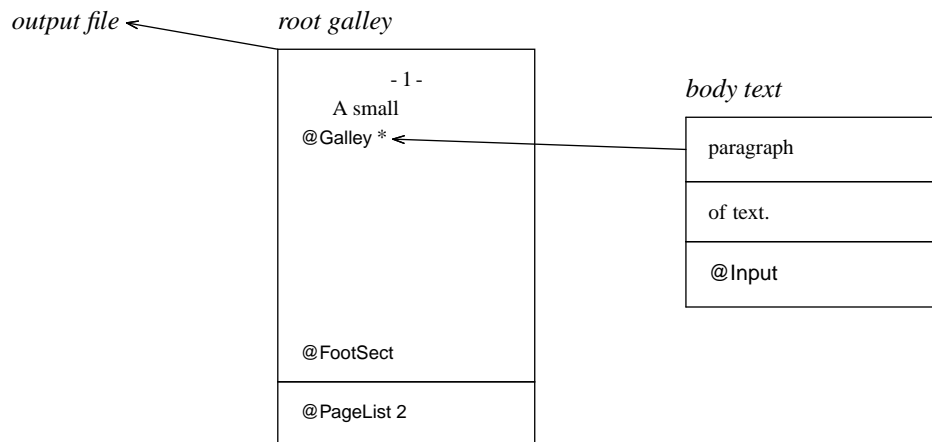 output file
root galley
- 1 -
A small
@Galley *
@FootSect
@PageList 2
body text
paragraph
of text.
@Input